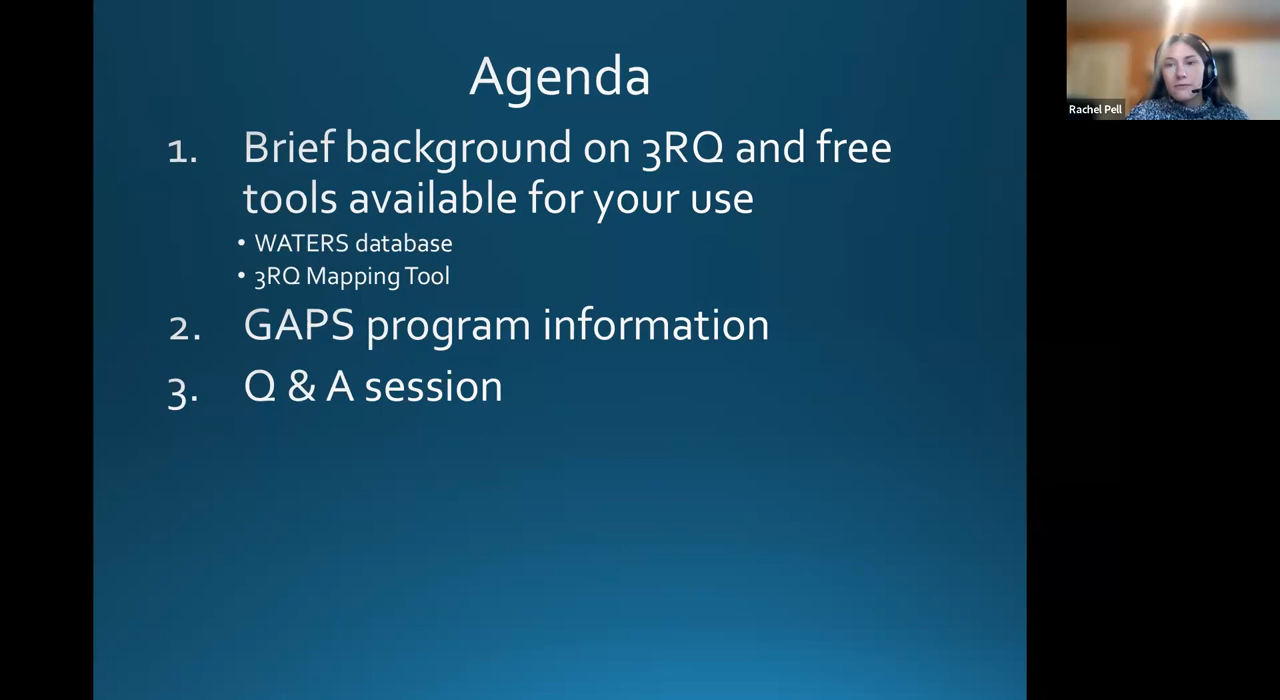 Agenda
1. Brief background on 3RQ and free
tools available for your use
• WATERS database
• 3RQ Mapping Tool
2. GAPS program information
3. Q & A session
Rachel Pell